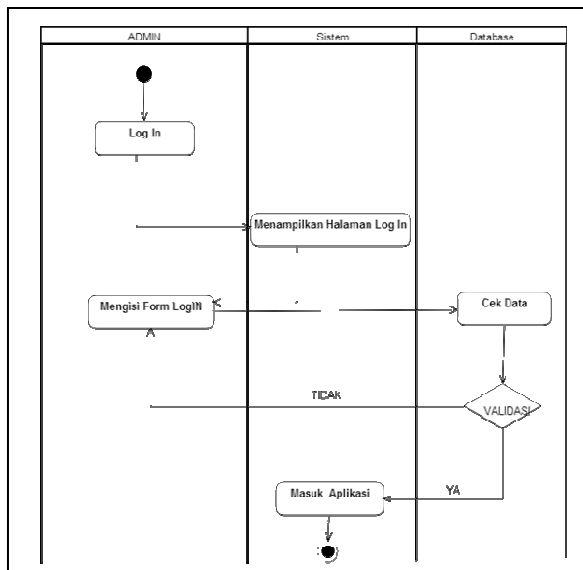 ADMIN
Sistem
Database
Log In
Menampilkan Halaman Log In
Mengisi Form LogIN
Cek Data
TIDAK
VALIDASI
Masuk Aplikasi
YA